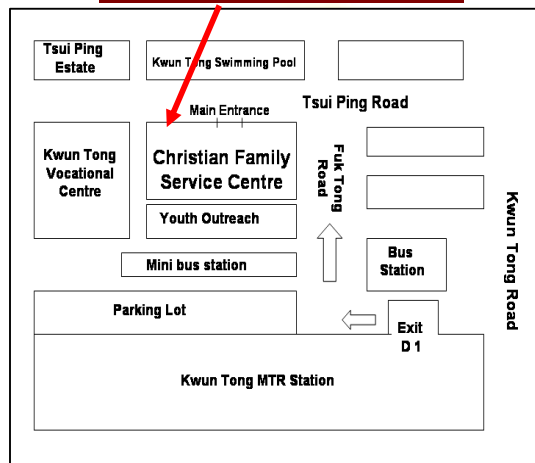 Tsui Ping
Estate
Kwun Tong Swimming Pool
Tsui Ping Road
Main Entrance
Kwun Tong
Vocational
Centre
Christian Family
Service Centre
Fuk Tong
Road
Kwun Tong Road
Youth Outreach
Mini bus station
Bus
Station
Parking Lot
Exit
D 1
Kwun Tong MTR Station